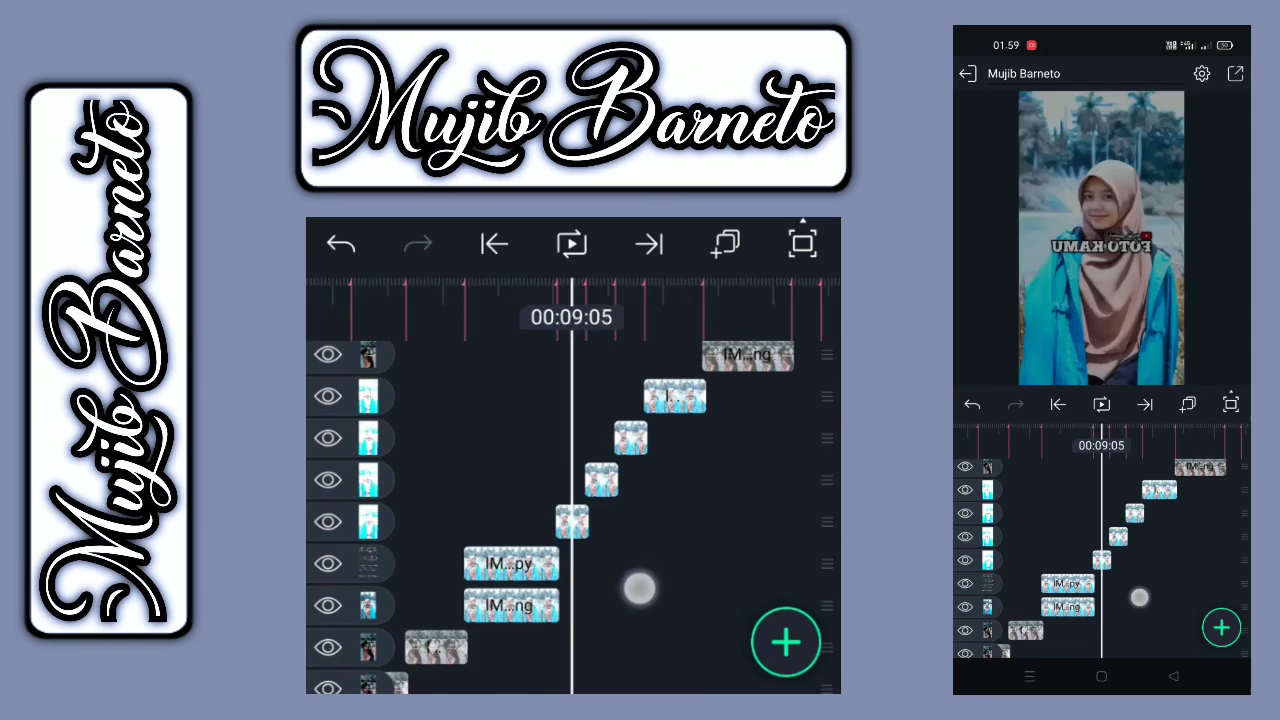 Mujib Barneto
Mujib Barneto
00:09:05
IM...ng
I...
IM...py
IM...ng
01.59
Mujib Barneto
FOTO KAMU
00:09:05
IM...ng
IM...py
IM...ng